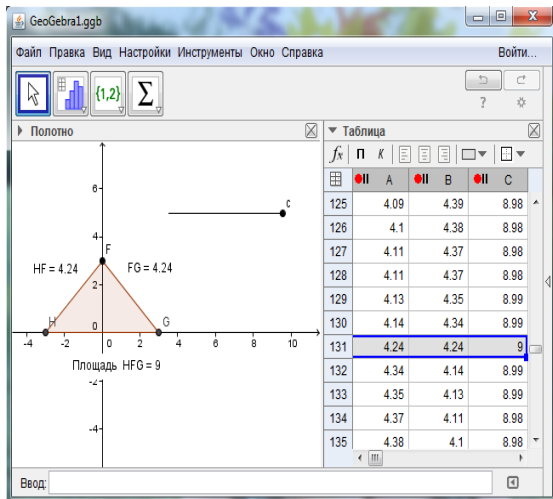 GeoGebra1.ggb
Файл Правка Вид Настройки Инструменты Окно Справка Войти...
{1,2} Σ
?
Полотно
Таблица
fx П К
A B C
125 4.09 4.39 8.98
126 4.1 4.38 8.98
127 4.11 4.37 8.98
128 4.11 4.37 8.98
129 4.13 4.35 8.99
130 4.14 4.34 8.99
131 4.24 4.24 9
132 4.34 4.14 8.99
133 4.35 4.13 8.99
134 4.37 4.11 8.98
135 4.38 4.1 8.98
6
c
4
F
HF = 4.24 FG = 4.24
2
H 0 G
-4 -2 0 2 4 6 8 10
Площадь HFG = 9
-2
-4
Ввод: